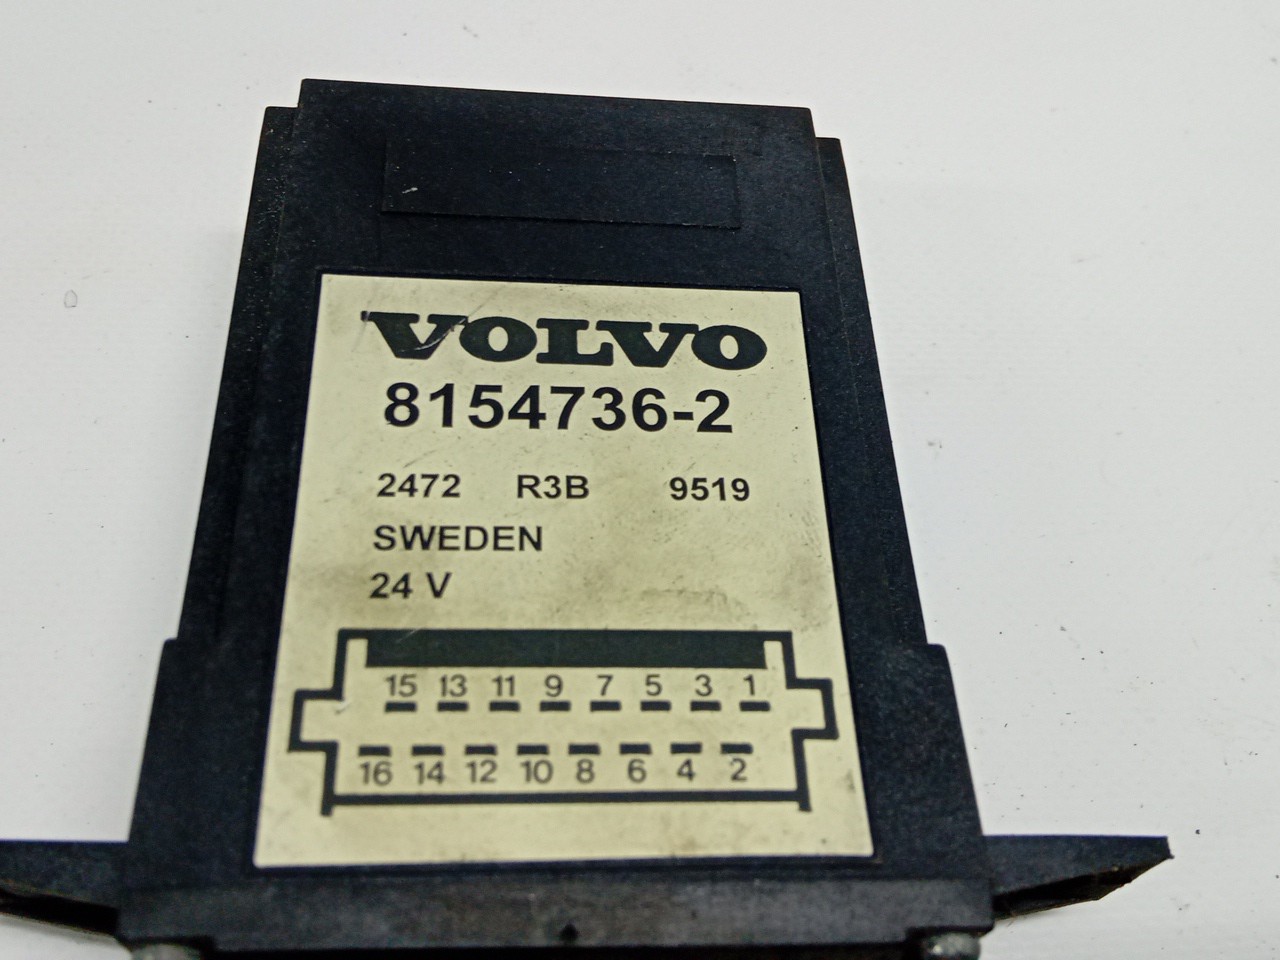 VOLVO
8154736-2
2472 R3B 9519
SWEDEN
24 V
15 13 11 9 7 5 3 1
16 14 12 10 8 6 4 2